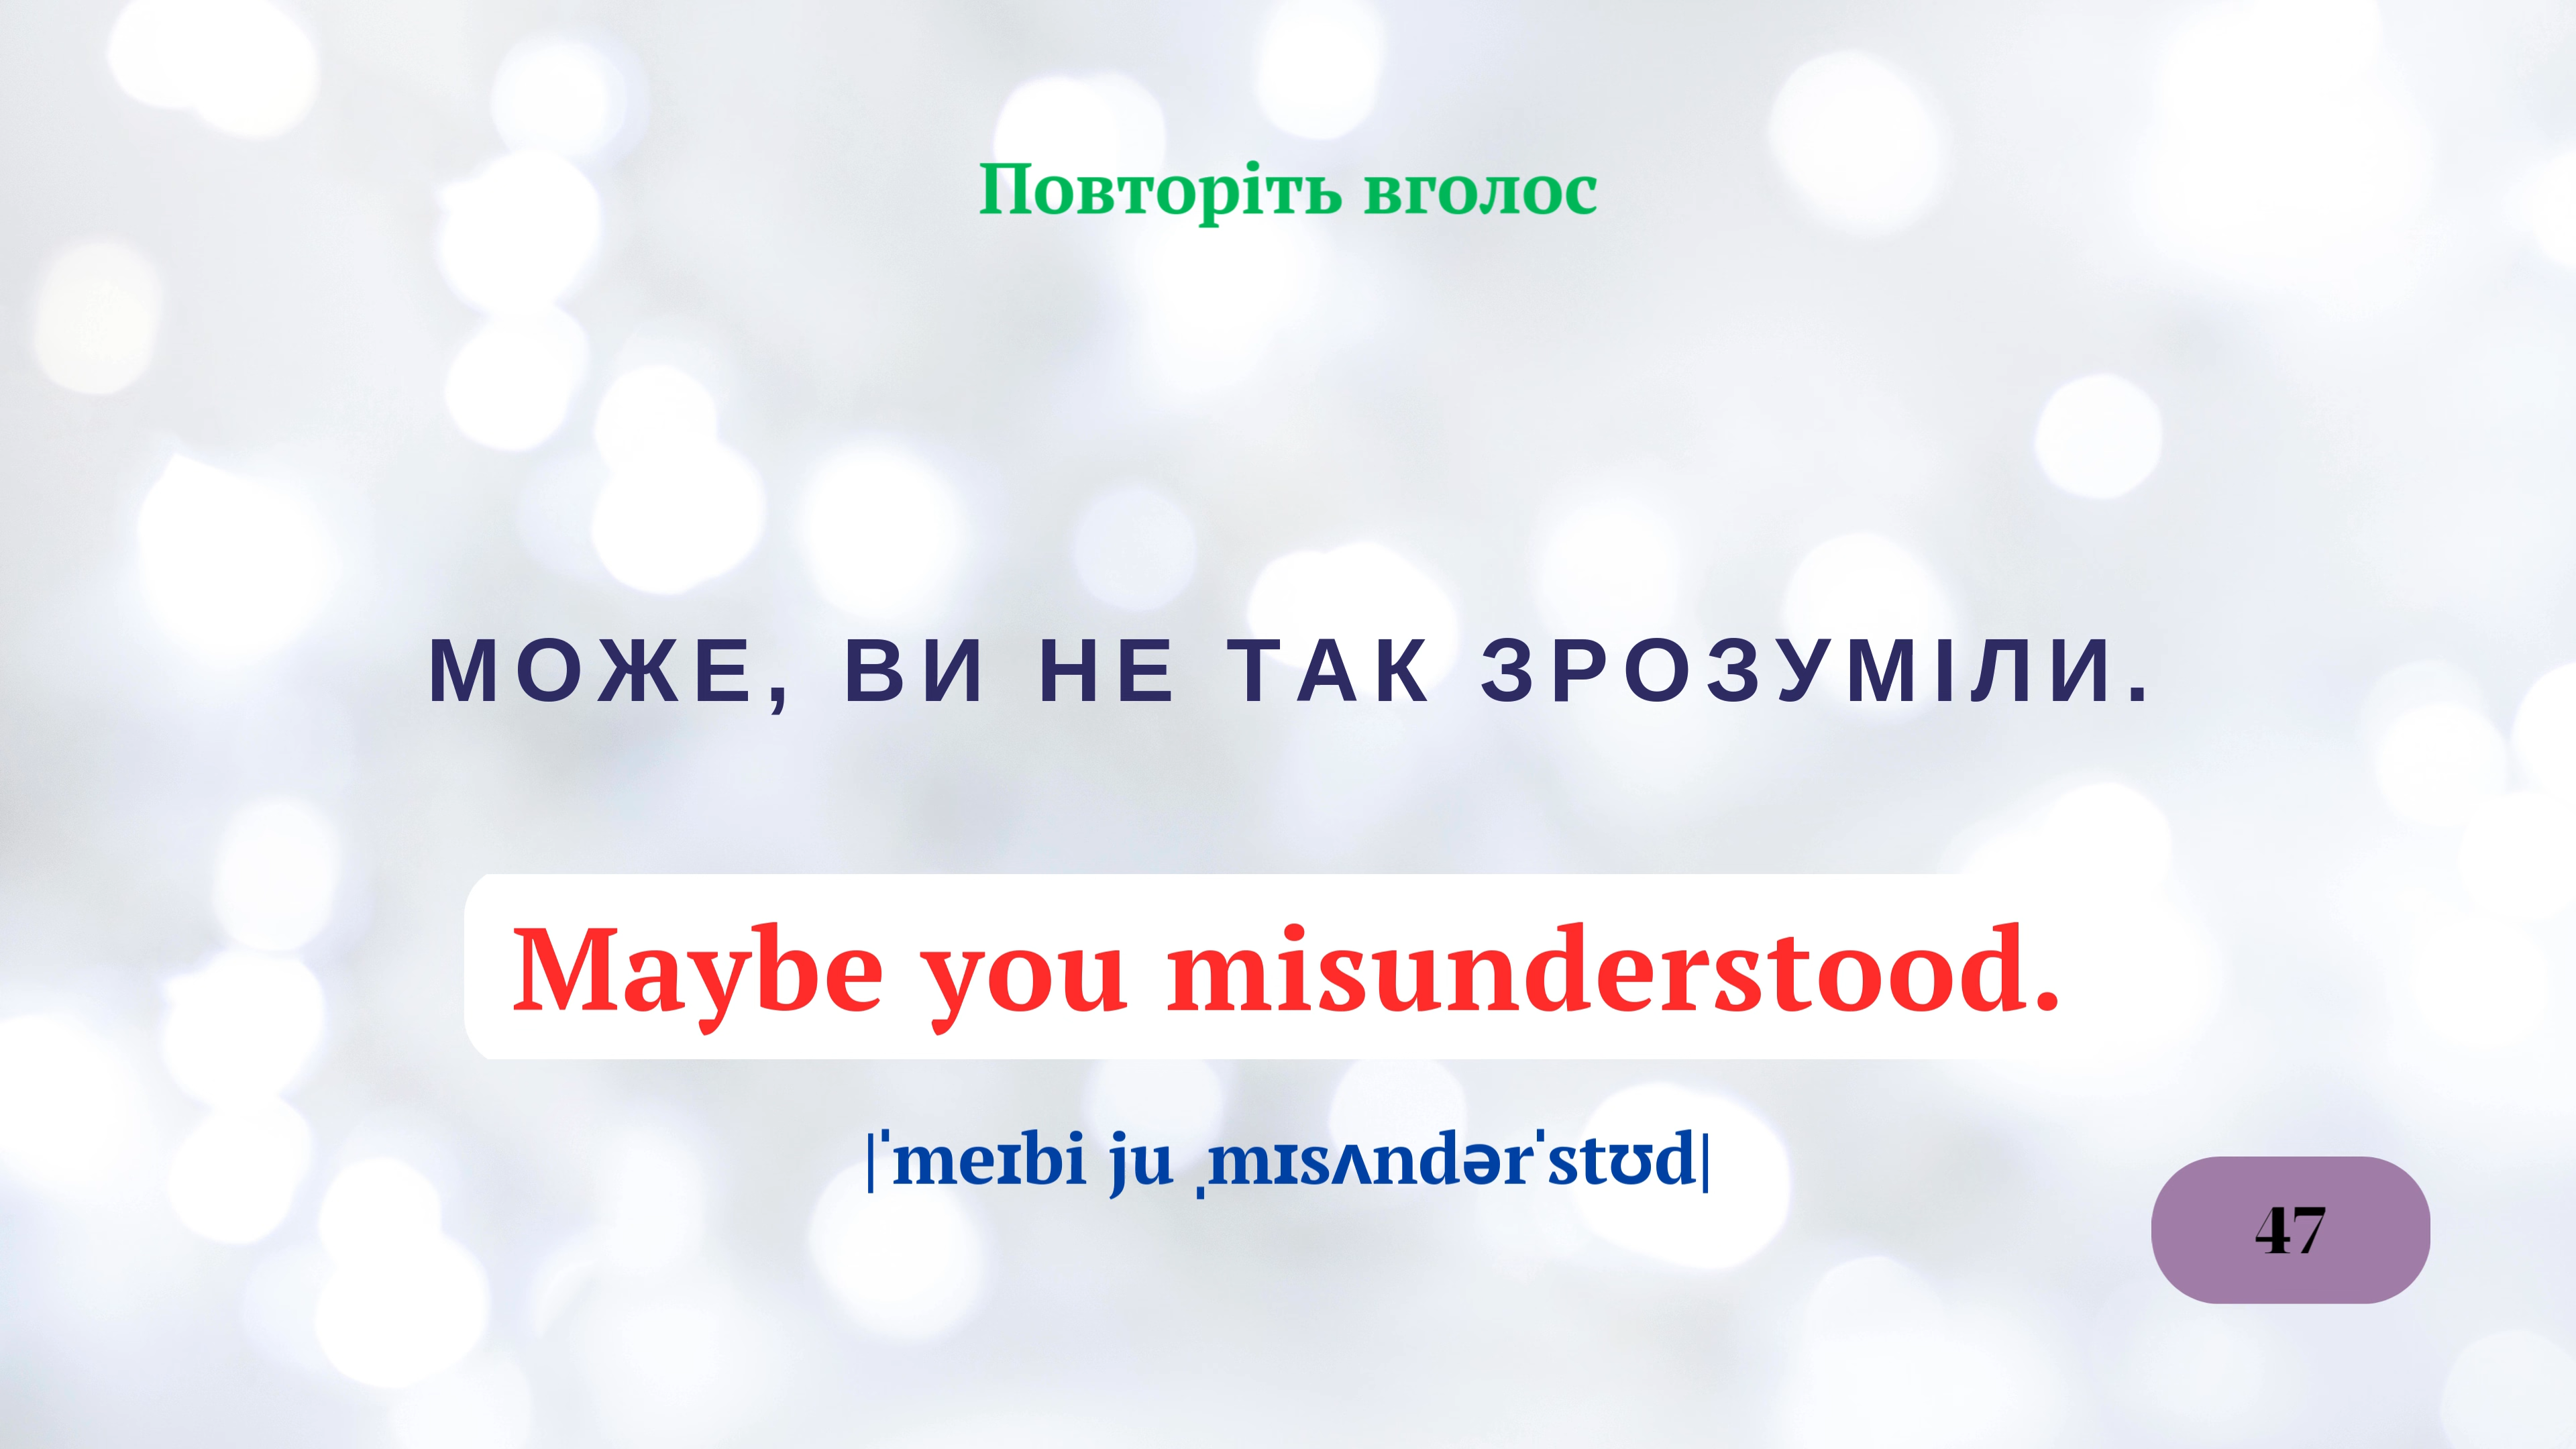 Повторіть вголос
МОЖЕ, ВИ НЕ ТАК ЗРОЗУМІЛИ.
Maybe you misunderstood.
|ˈmeɪbi ju ˌmɪsʌndərˈstʊd|
47